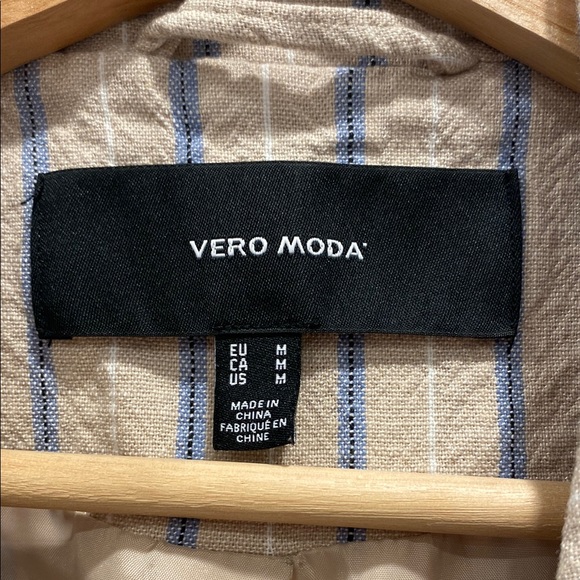 VERO MODA
EU M
CA M
US M
MADE IN
CHINA
FABRIQUÉ EN
CHINE